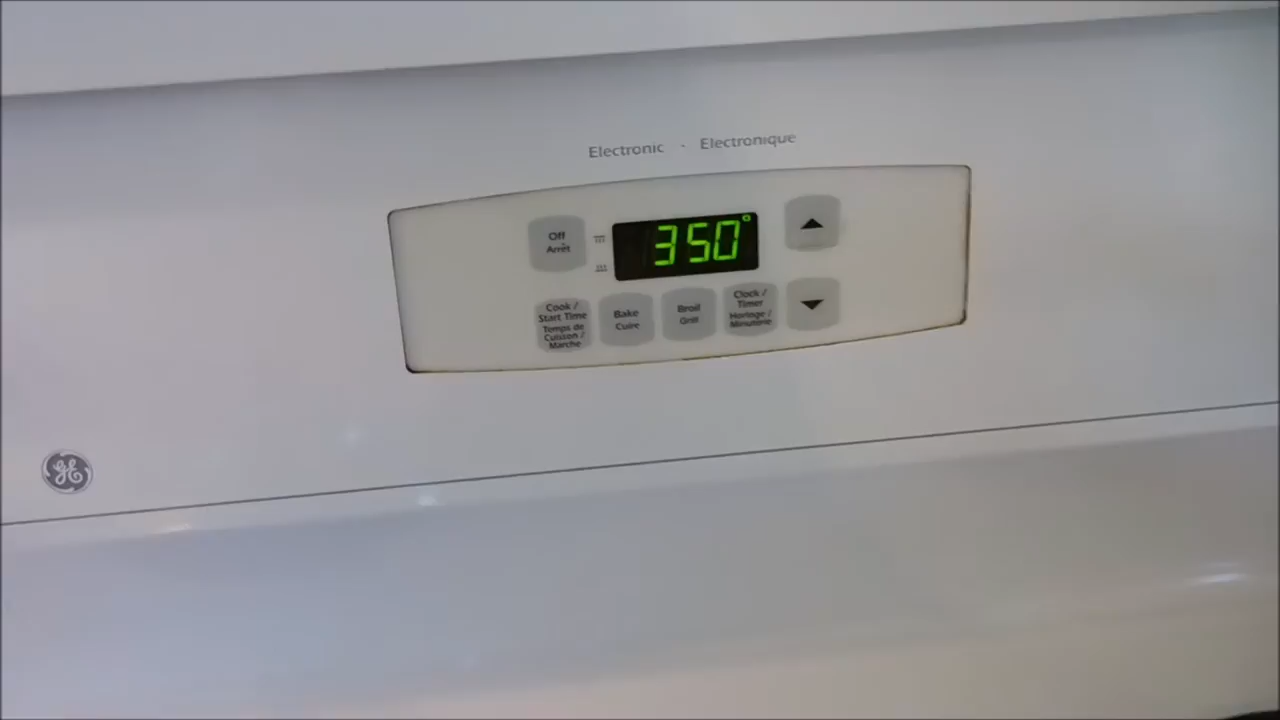 Electronic · Electronique
Off
Arrêt
350°
Cook /
Start Time
Temps de
Cuisson /
Marche
Bake
Cuire
Broil
Gril
Clock /
Timer
Horloge /
Minuterie
GE